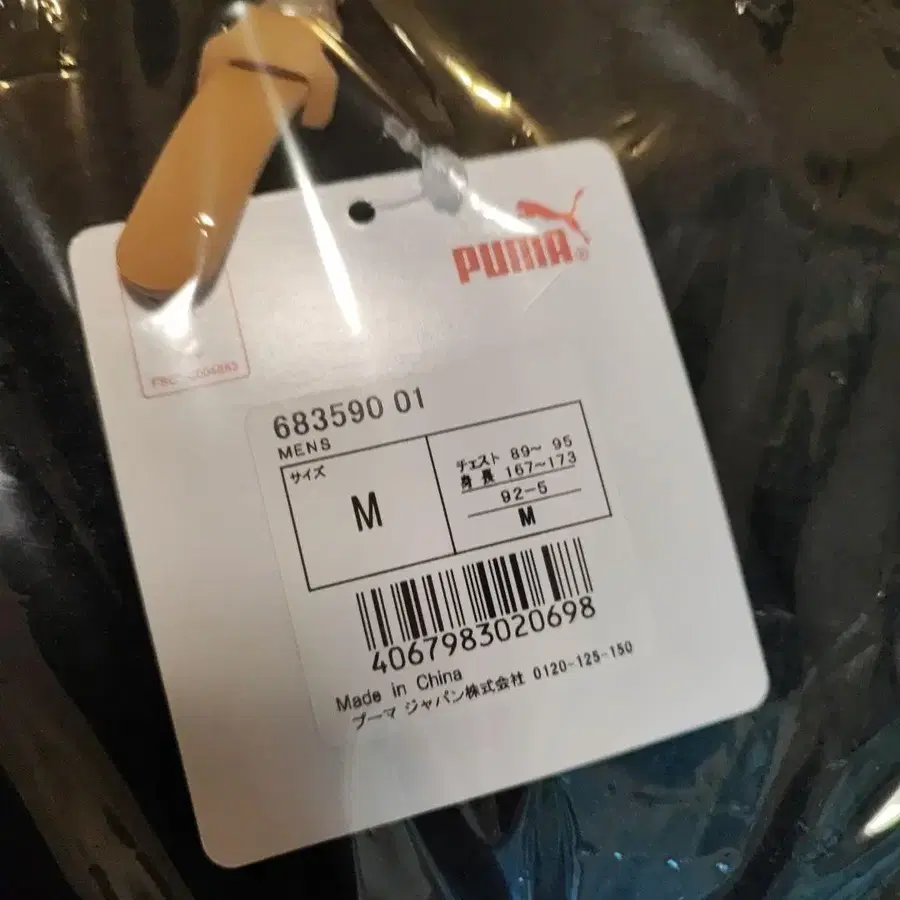 PUMA®
683590 01
MENS
サイズ
M
チェスト 89～ 95
身 長 167～173
92-5
M
4067983020698
Made in China
プーマ ジャパン株式会社 0120-125-150